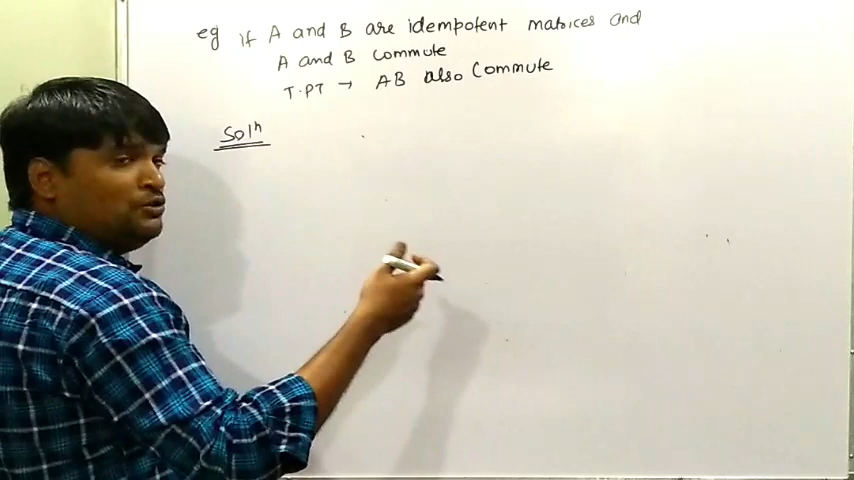 eg if A and B are idempotent matrices and
A and B commute
T.PT → AB also Commute
Solⁿ